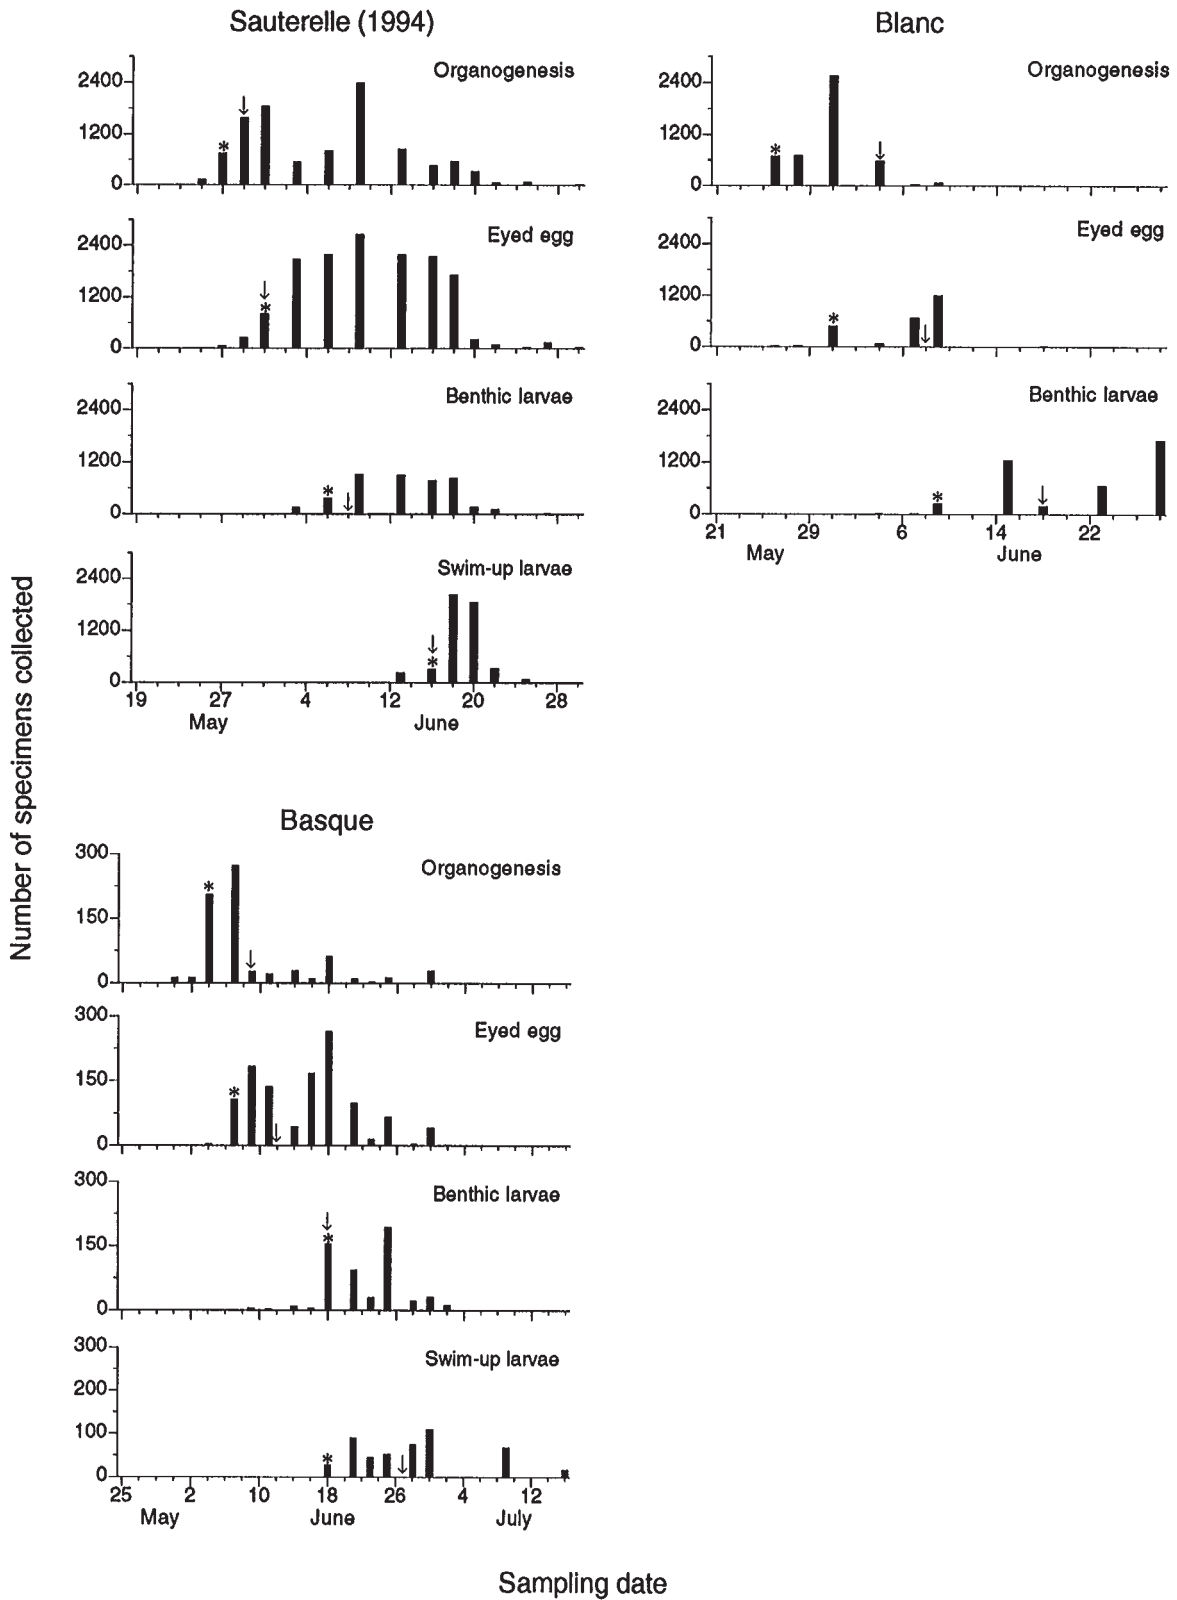 Sauterelle (1994)
Organogenesis
2400
1200
0
Eyed egg
2400
1200
0
Benthic larvae
2400
1200
0
Swim-up larvae
2400
1200
0
19 27 4 12 20 28
May June
Blanc
Organogenesis
2400
1200
0
Eyed egg
2400
1200
0
Benthic larvae
2400
1200
0
21 29 6 14 22
May June
Number of specimens collected
Basque
Organogenesis
300
150
0
Eyed egg
300
150
0
Benthic larvae
300
150
0
Swim-up larvae
300
200
100
0
25 2 10 18 26 4 12
May June July
Sampling date